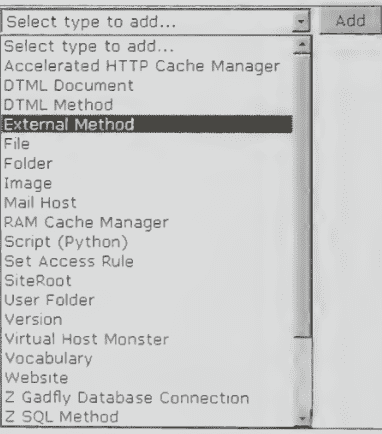 Select type to add... Add
Select type to add...
Accelerated HTTP Cache Manager
DTML Document
DTML Method
External Method
File
Folder
Image
Mail Host
RAM Cache Manager
Script (Python)
Set Access Rule
SiteRoot
User Folder
Version
Virtual Host Monster
Vocabulary
Website
Z Gadfly Database Connection
Z SQL Method